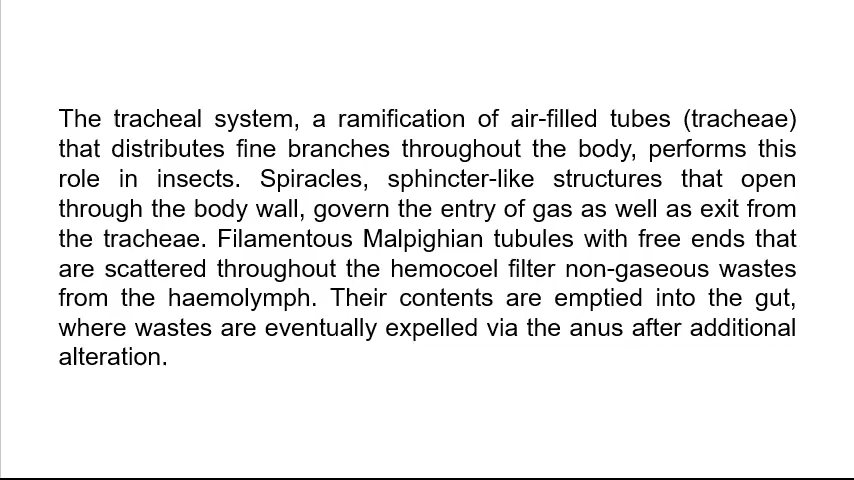 The tracheal system, a ramification of air-filled tubes (tracheae)
that distributes fine branches throughout the body, performs this
role in insects. Spiracles, sphincter-like structures that open
through the body wall, govern the entry of gas as well as exit from
the tracheae. Filamentous Malpighian tubules with free ends that
are scattered throughout the hemocoel filter non-gaseous wastes
from the haemolymph. Their contents are emptied into the gut,
where wastes are eventually expelled via the anus after additional
alteration.